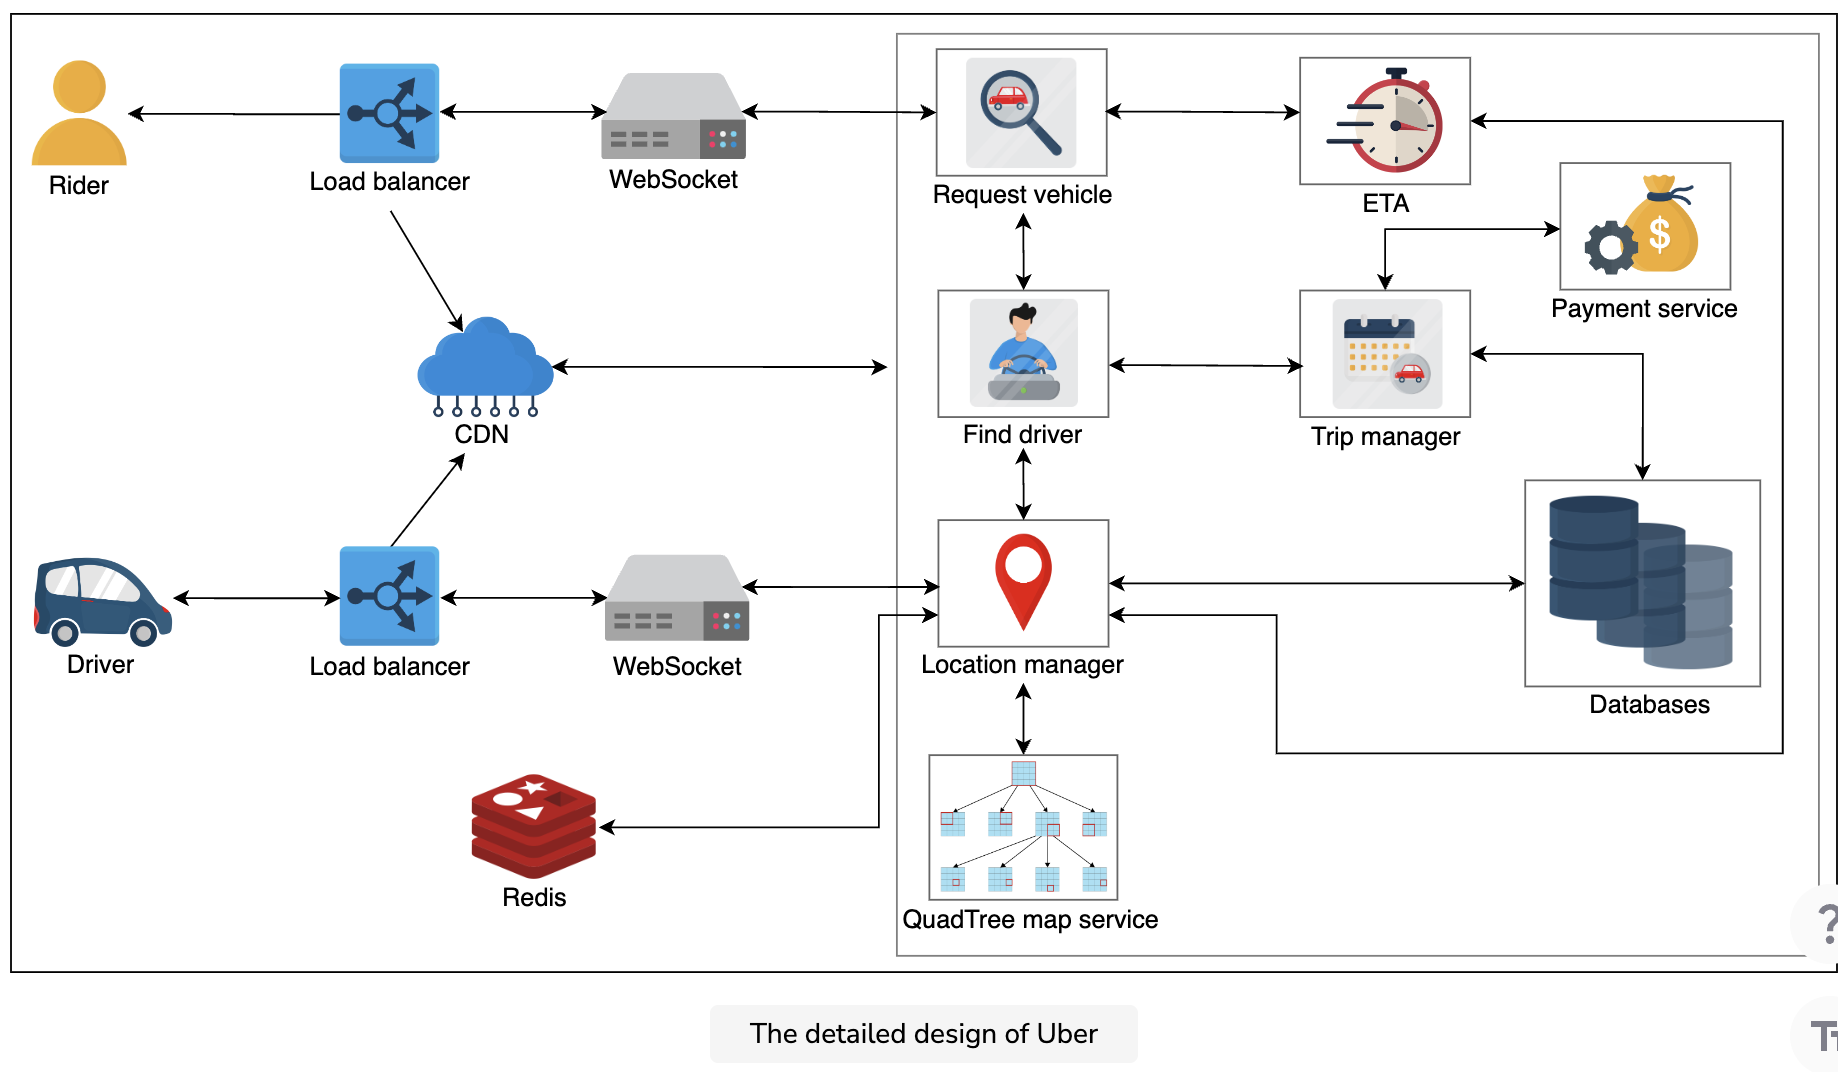 Rider
Load balancer
WebSocket
Request vehicle
ETA
$
Payment service
CDN
Find driver
Trip manager
Driver
Load balancer
WebSocket
Location manager
Databases
Redis
QuadTree map service
?
The detailed design of Uber